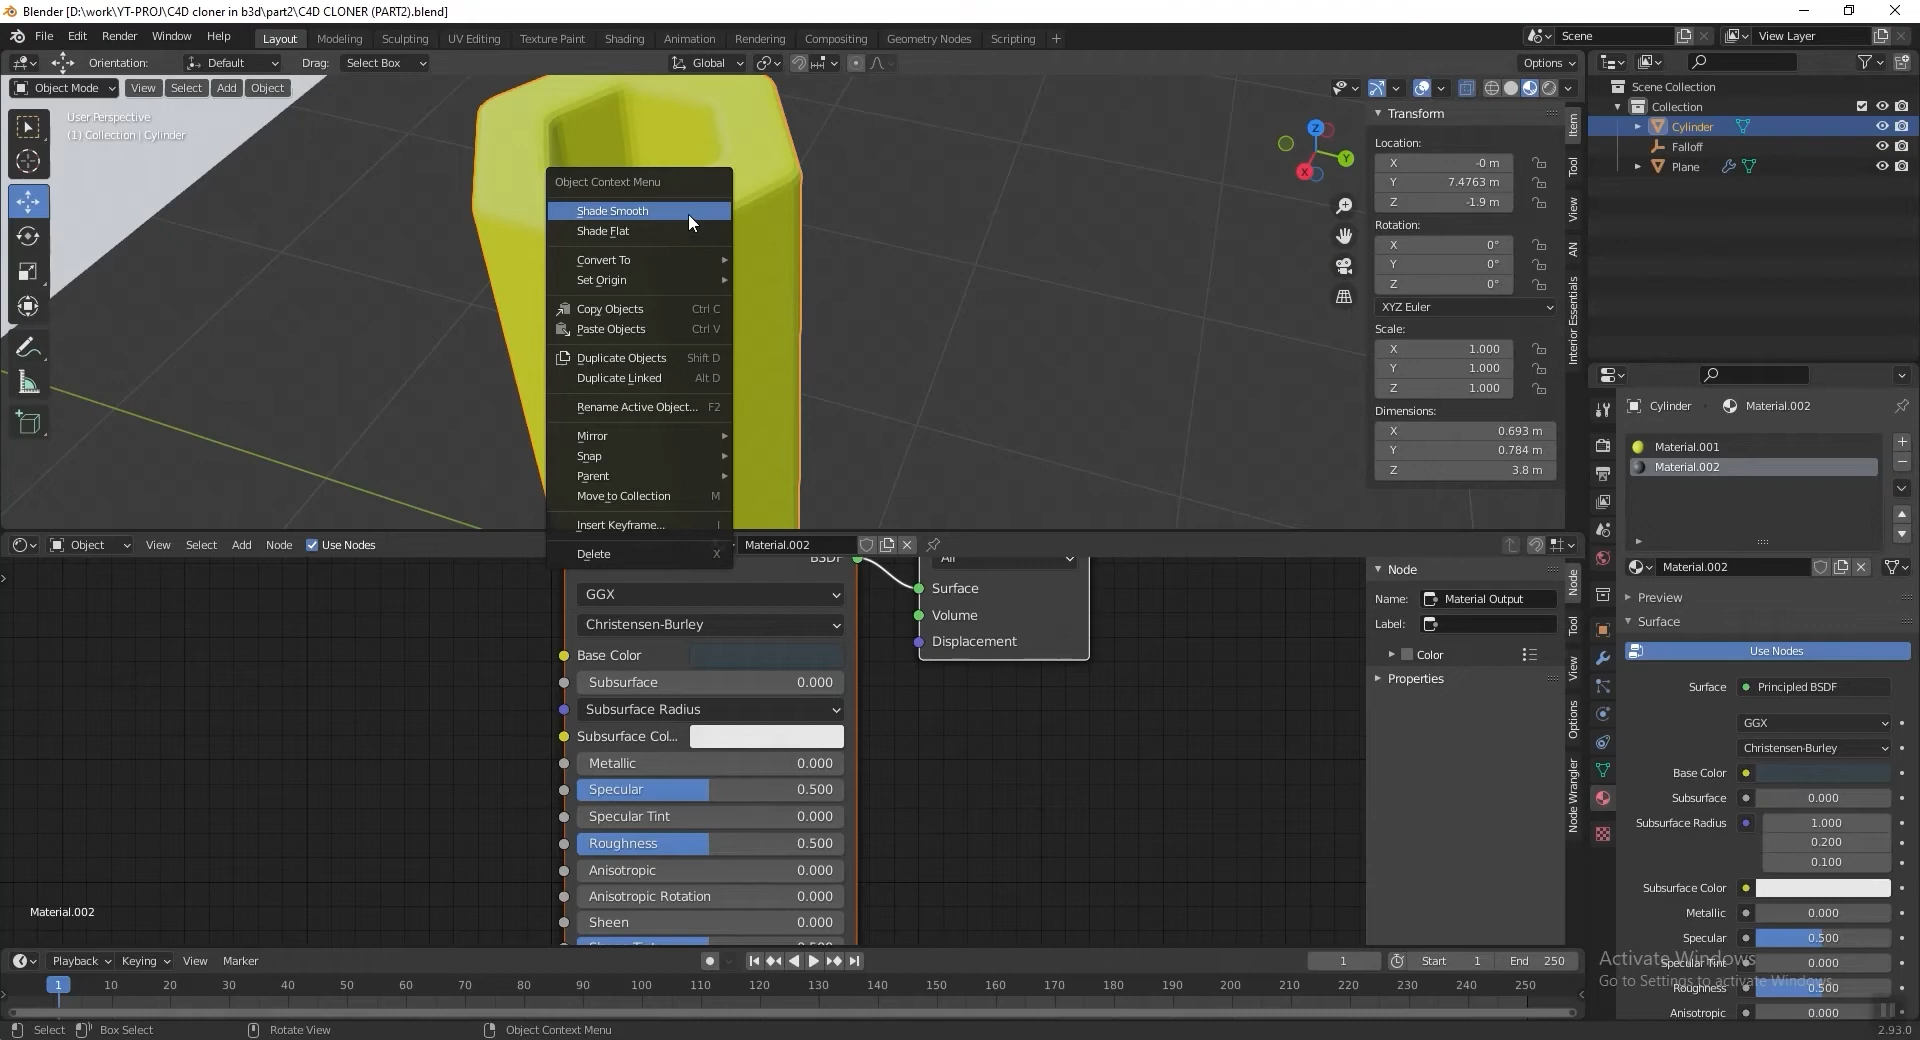 Blender [D:\work\YT-PROJ\C4D cloner in b3d\part2\C4D CLONER (PART2).blend]
File Edit Render Window Help Layout Modeling Sculpting UV Editing Texture Paint Shading Animation Rendering Compositing Geometry Nodes Scripting + Scene View Layer
Orientation: Default Drag: Select Box Global Options
Object Mode View Select Add Object
User Perspective
(1) Collection | Cylinder
Z
Y
X
Object Context Menu
Shade Smooth
Shade Flat
Convert To
Set Origin
Copy Objects Ctrl C
Paste Objects Ctrl V
Duplicate Objects Shift D
Duplicate Linked Alt D
Rename Active Object... F2
Mirror
Snap
Parent
Move to Collection M
Insert Keyframe... I
Delete X
Transform
Location:
X -0 m
Y 7.4763 m
Z -1.9 m
Rotation:
X 0°
Y 0°
Z 0°
XYZ Euler
Scale:
X 1.000
Y 1.000
Z 1.000
Dimensions:
X 0.693 m
Y 0.784 m
Z 3.8 m
Item
Tool
View
AN
Interior Essentials
Scene Collection
Collection
Cylinder
Falloff
Plane
Cylinder Material.002
Material.001
Material.002
Material.002
Preview
Surface
Use Nodes
Surface Principled BSDF
GGX
Christensen-Burley
Base Color
Subsurface 0.000
Subsurface Radius 1.000
0.200
0.100
Subsurface Color
Metallic 0.000
Specular 0.500
Specular Tint 0.000
Roughness 0.500
Anisotropic 0.000
Activate Windows
Go to Settings to activate Windows.
Object View Select Add Node Use Nodes Material.002
BSDF
GGX
Christensen-Burley
Base Color
Subsurface 0.000
Subsurface Radius
Subsurface Col...
Metallic 0.000
Specular 0.500
Specular Tint 0.000
Roughness 0.500
Anisotropic 0.000
Anisotropic Rotation 0.000
Sheen 0.000
All
Surface
Volume
Displacement
Node
Name: Material Output
Label:
Color
Properties
Node
Tool
View
Options
Node Wrangler
Material.002
Playback Keying View Marker 1 Start 1 End 250
1 10 20 30 40 50 60 70 80 90 100 110 120 130 140 150 160 170 180 190 200 210 220 230 240 250
Select Box Select Rotate View Object Context Menu 2.93.0